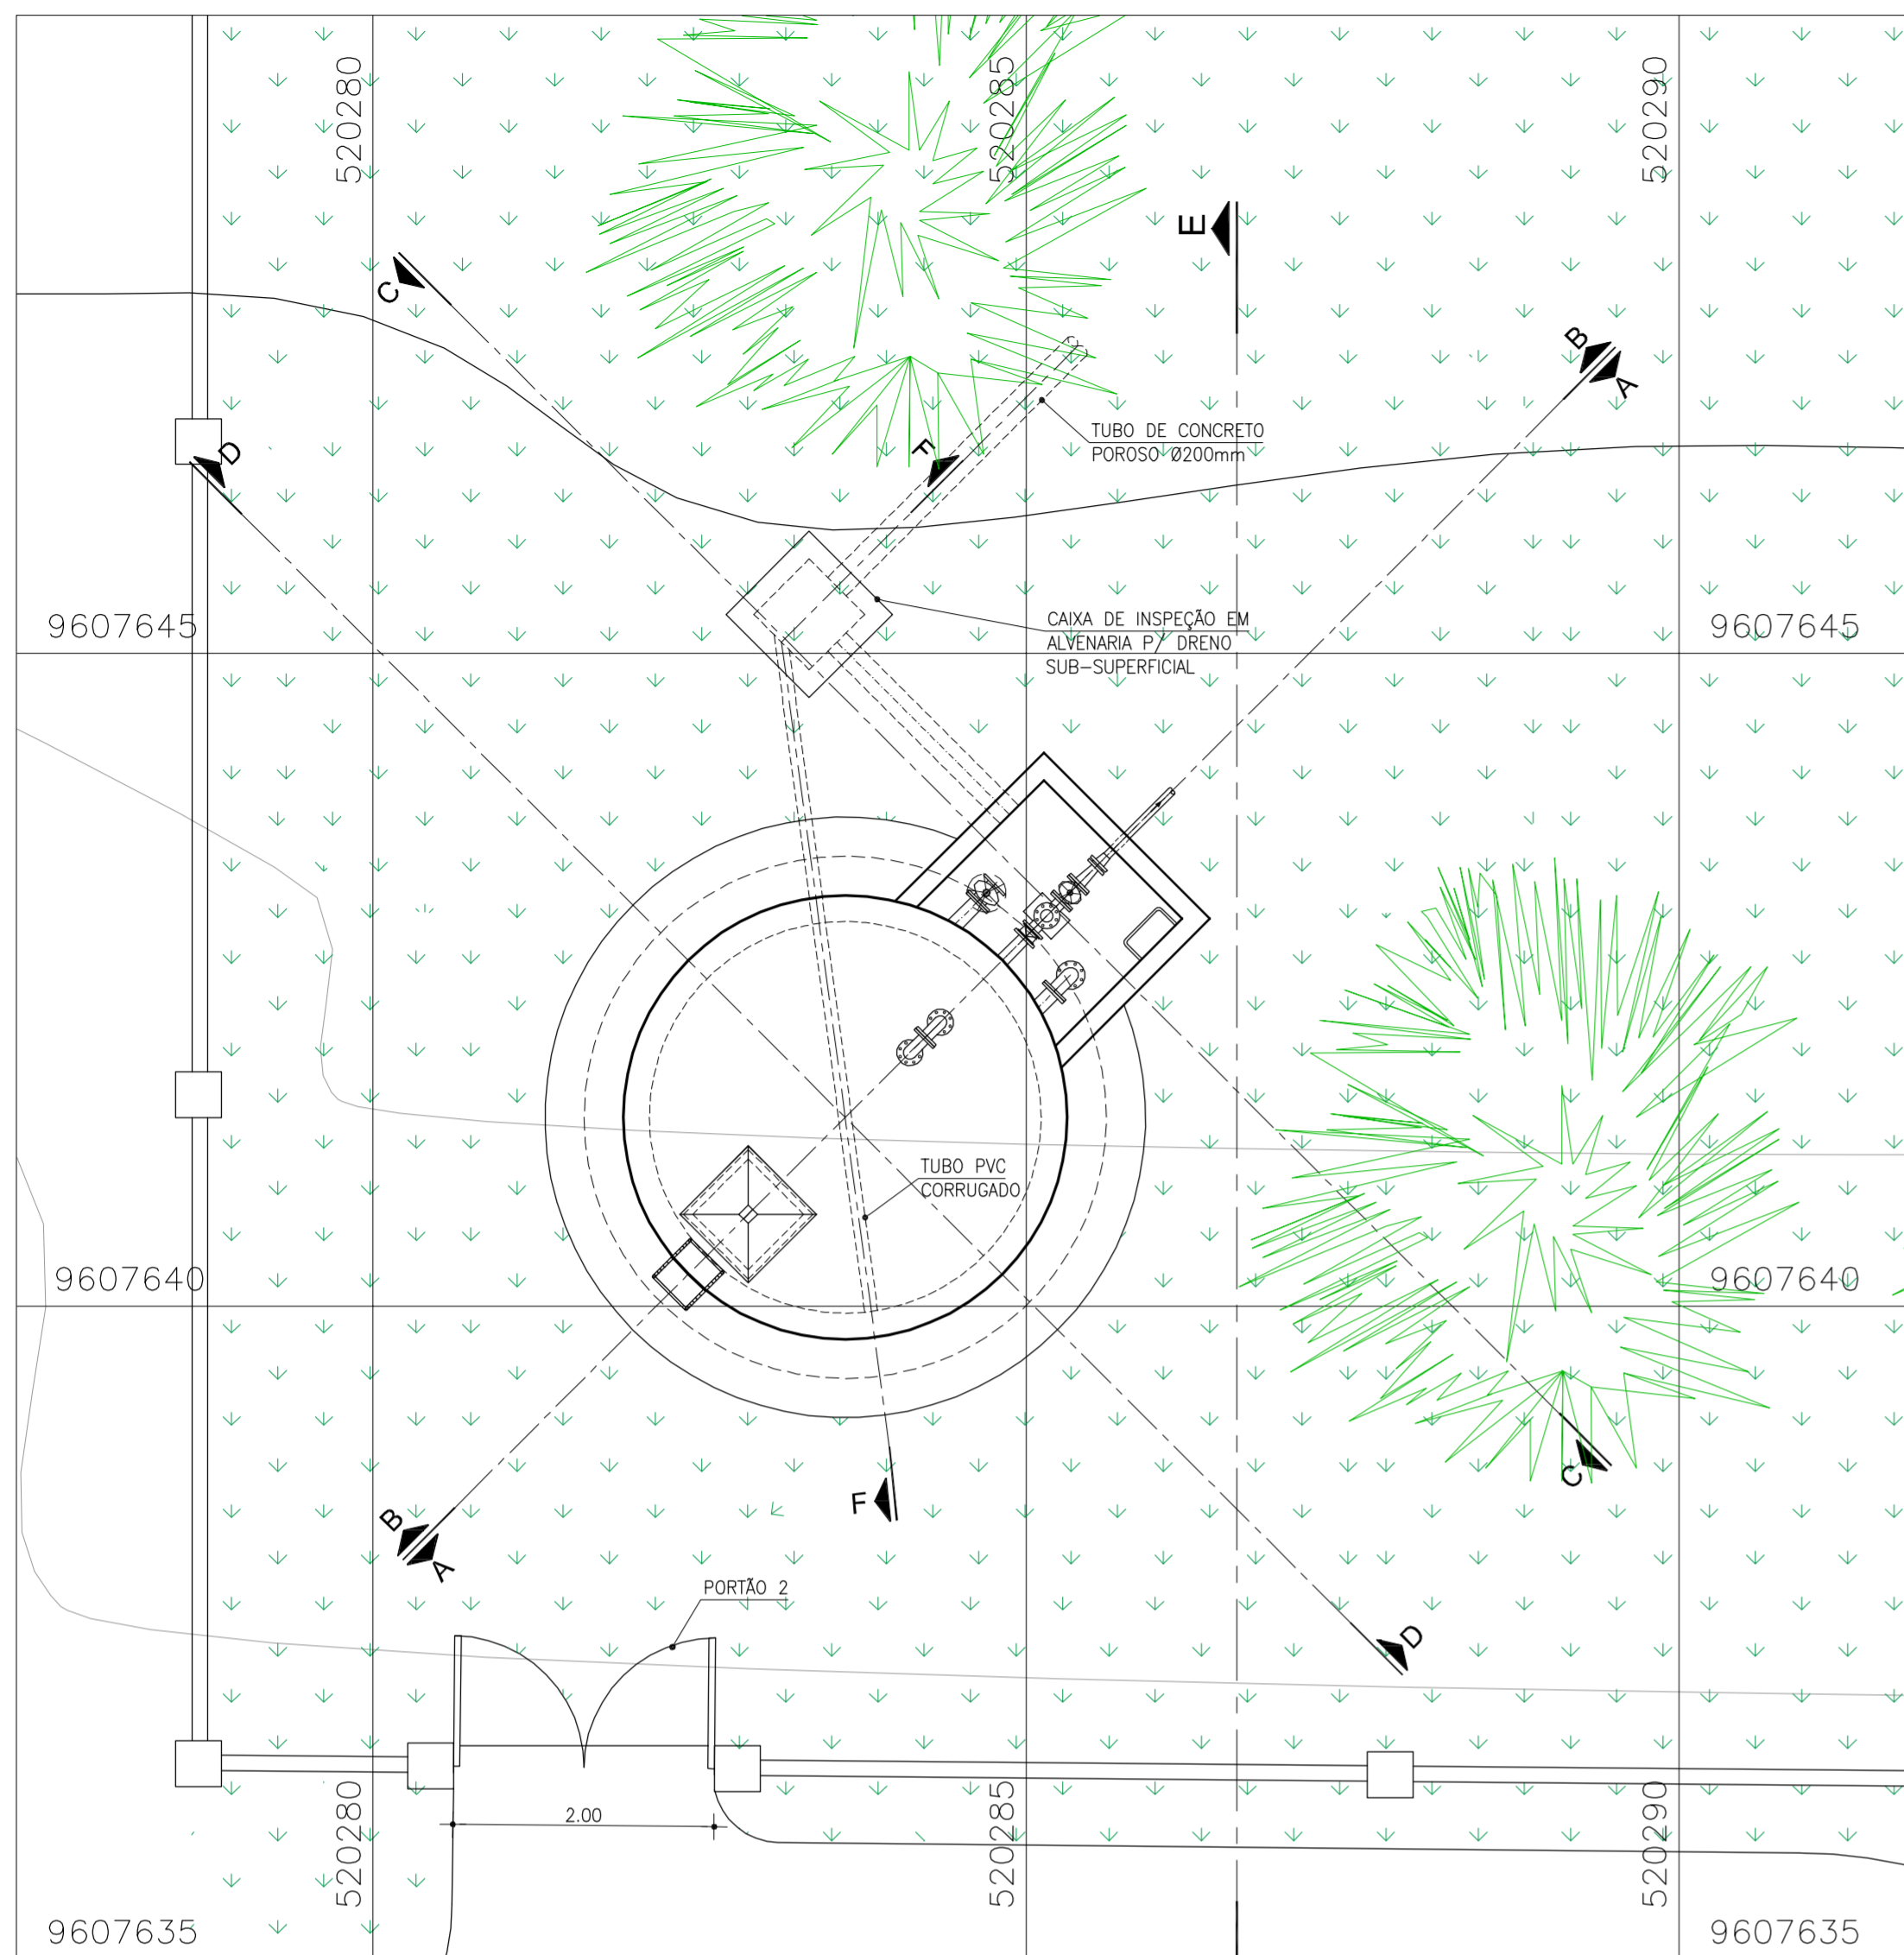 520280
520285
520290
E
C
B
A
D
F
TUBO DE CONCRETO
POROSO Ø200mm
9607645
CAIXA DE INSPEÇÃO EM
ALVENARIA P/ DRENO
SUB-SUPERFICIAL
9607645
TUBO PVC
CORRUGADO
9607640
9607640
C
F
B
A
D
PORTÃO 2
2.00
520280
520285
520290
9607635
9607635